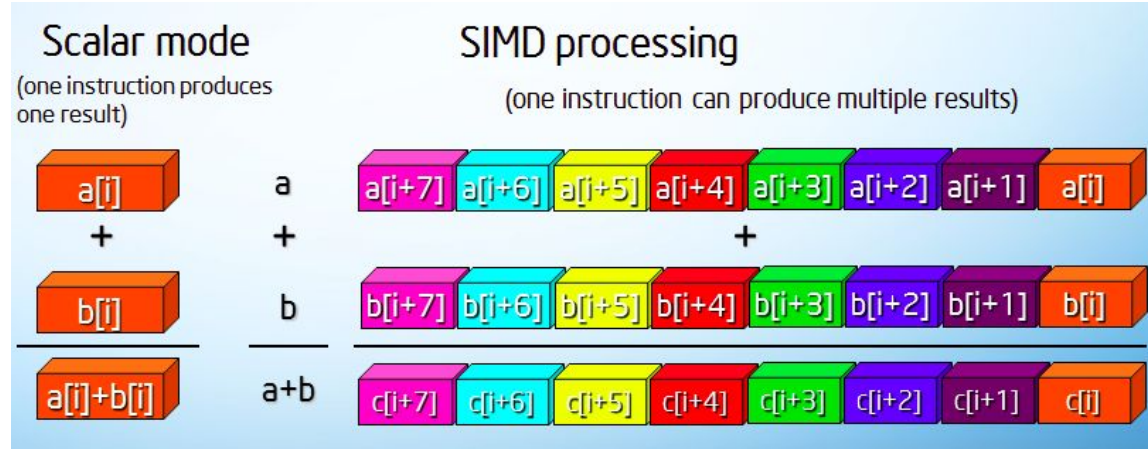 Scalar mode
(one instruction produces
one result)
SIMD processing
(one instruction can produce multiple results)
a[i]
a
a[i+7] a[i+6] a[i+5] a[i+4] a[i+3] a[i+2] a[i+1] a[i]
+
+
+
b[i]
b
b[i+7] b[i+6] b[i+5] b[i+4] b[i+3] b[i+2] b[i+1] b[i]
a[i]+b[i]
a+b
c[i+7] c[i+6] c[i+5] c[i+4] c[i+3] c[i+2] c[i+1] c[i]